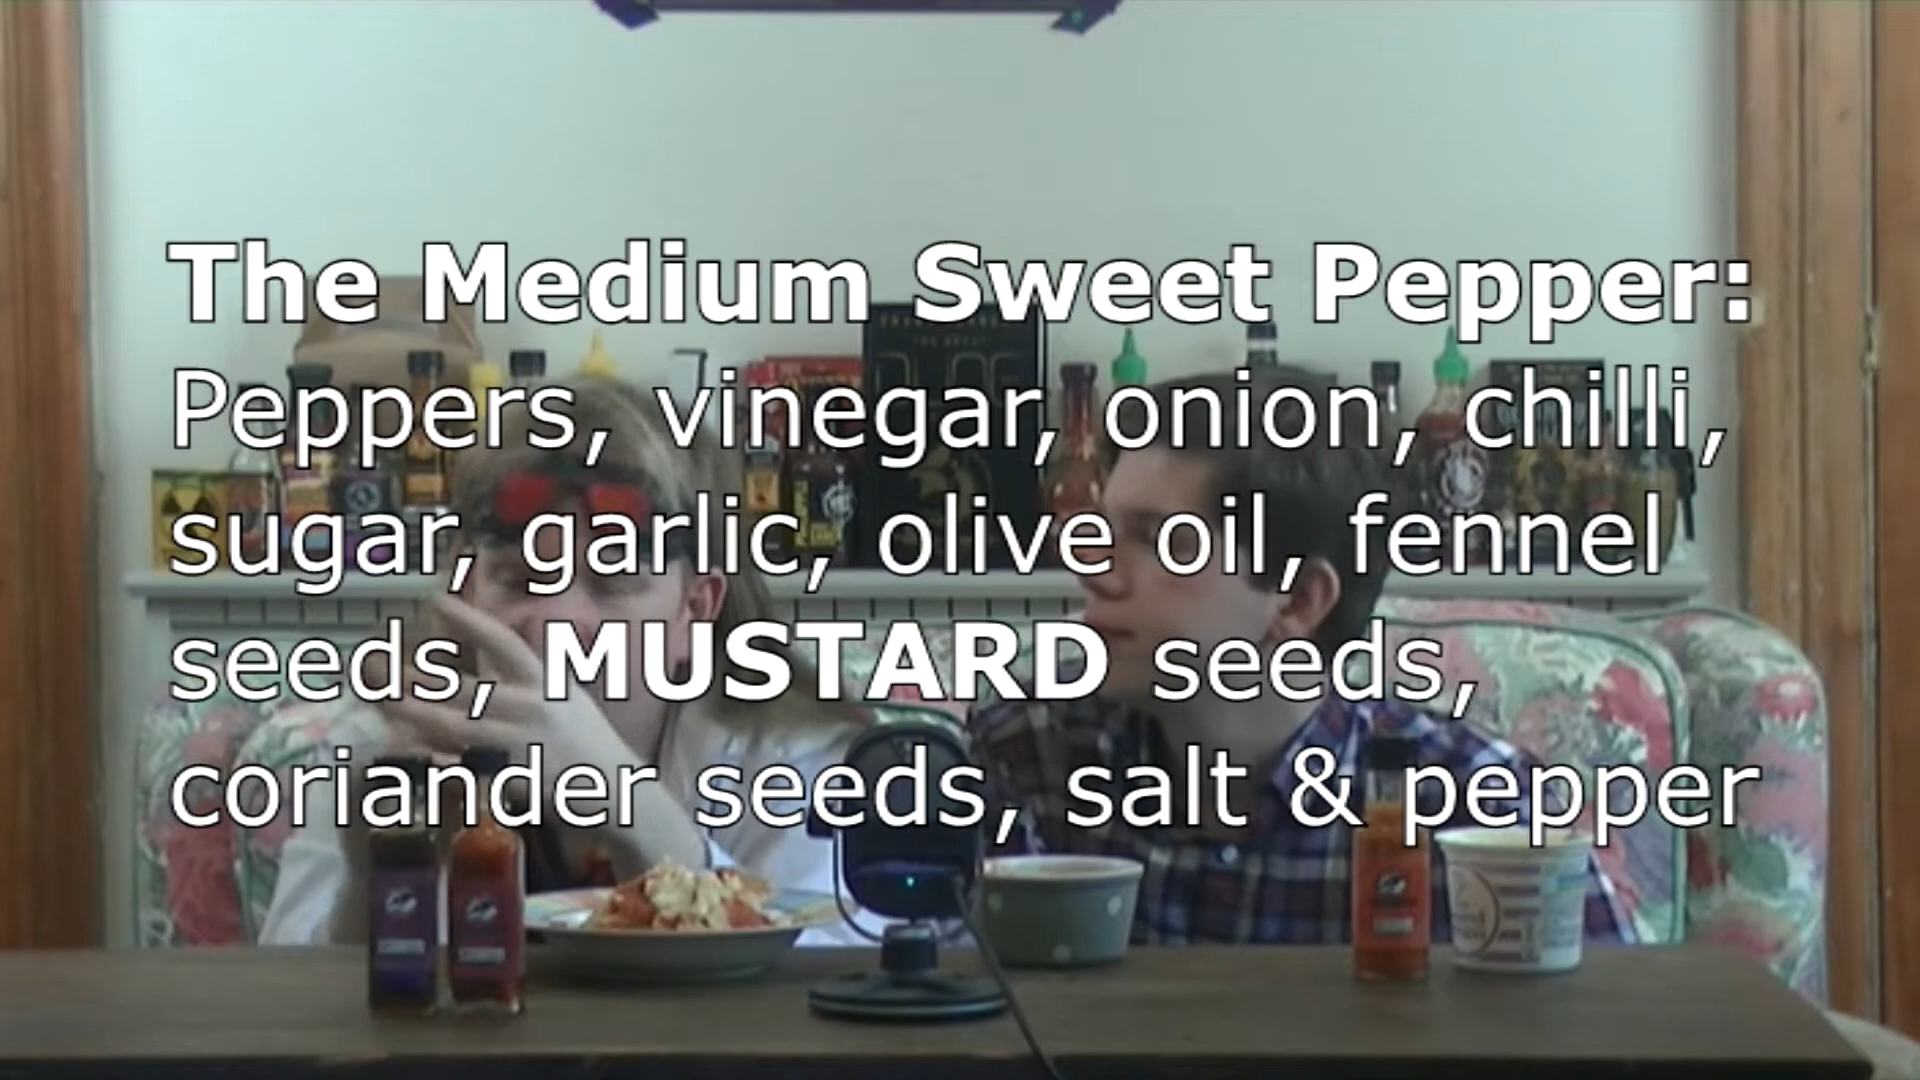 The Medium Sweet Pepper:
Peppers, vinegar, onion, chilli,
sugar, garlic, olive oil, fennel
seeds, MUSTARD seeds,
coriander seeds, salt & pepper